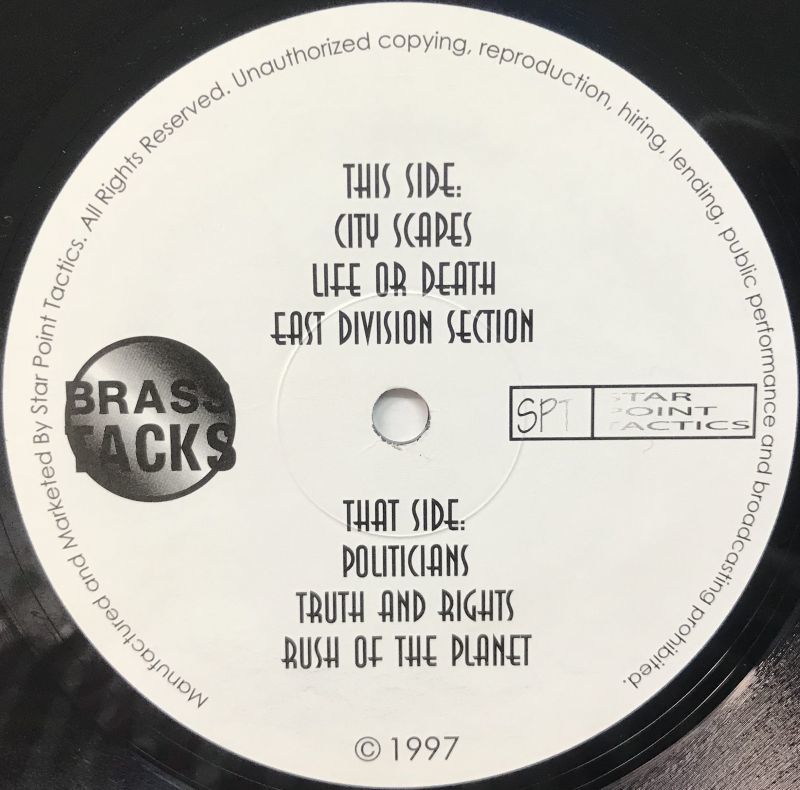 Manufactured and Marketed By Star Point Tactics. All Rights Reserved. Unauthorized copying, reproduction, hiring, lending, public performance and broadcasting prohibited.
THIS SIDE:
CITY SCAPES
LIFE OR DEATH
EAST DIVISION SECTION
BRASS
TACKS
SPT
STAR
POINT
TACTICS
THAT SIDE:
POLITICIANS
TRUTH AND RIGHTS
RUSH OF THE PLANET
© 1997